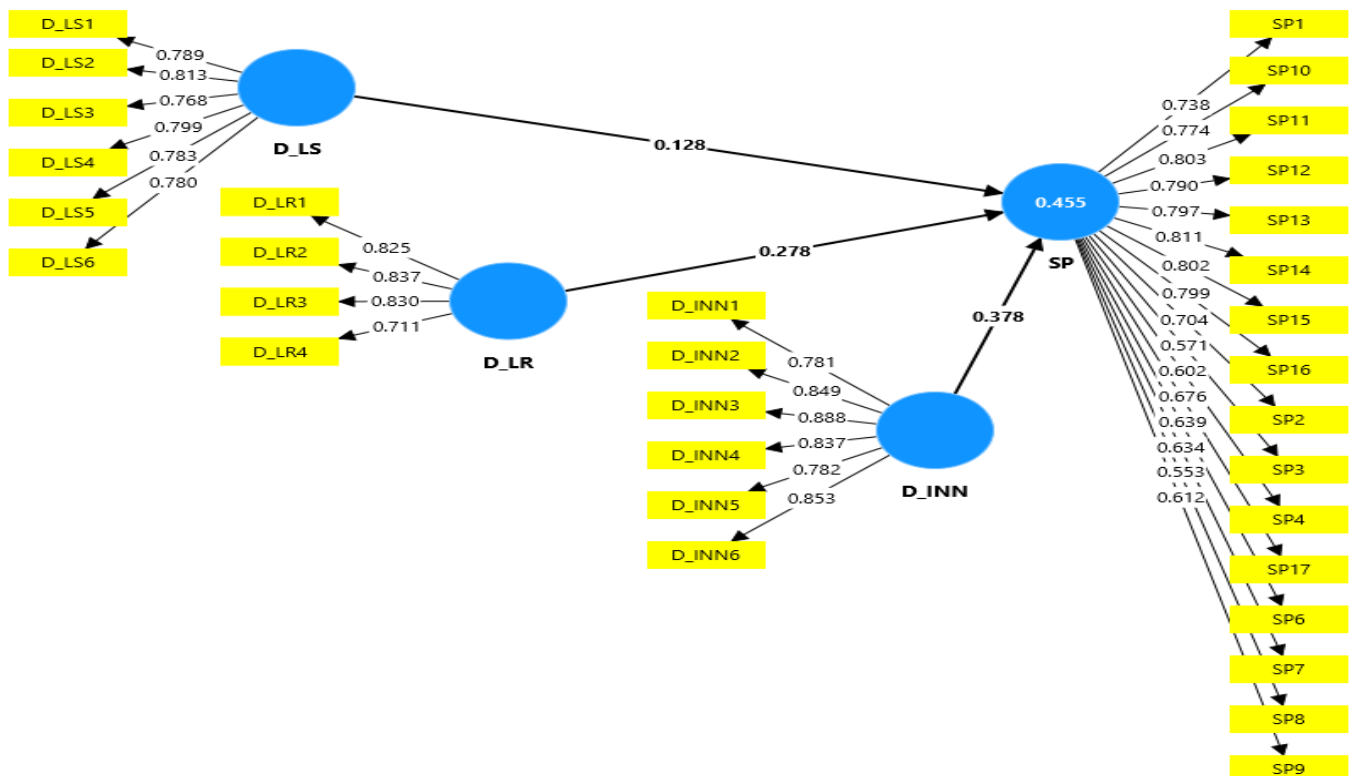 D_LS1
D_LS2
D_LS3
D_LS4
D_LS5
D_LS6
0.789
0.813
0.768
0.799
0.783
0.780
D_LS
0.128
D_LR1
D_LR2
D_LR3
D_LR4
0.825
0.837
0.830
0.711
D_LR
0.278
D_INN1
D_INN2
D_INN3
D_INN4
D_INN5
D_INN6
0.781
0.849
0.888
0.837
0.782
0.853
D_INN
0.378
0.455
SP
0.738
0.774
0.803
0.790
0.797
0.811
0.802
0.799
0.704
0.571
0.602
0.676
0.639
0.634
0.553
0.612
SP1
SP10
SP11
SP12
SP13
SP14
SP15
SP16
SP2
SP3
SP4
SP17
SP6
SP7
SP8
SP9